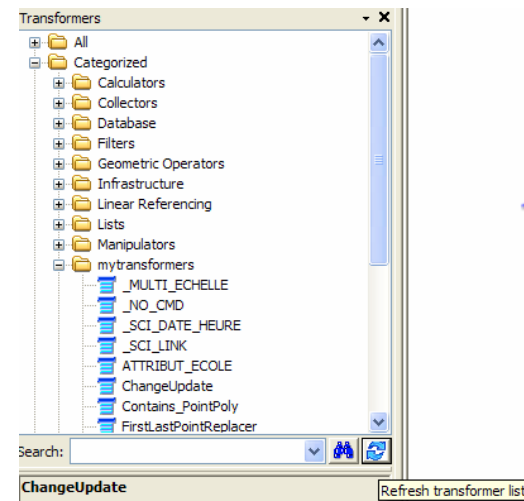 Transformers
All
Categorized
Calculators
Collectors
Database
Filters
Geometric Operators
Infrastructure
Linear Referencing
Lists
Manipulators
mytransformers
_MULTI_ECHELLE
_NO_CMD
_SCI_DATE_HEURE
_SCI_LINK
ATTRIBUT_ECOLE
ChangeUpdate
Contains_PointPoly
FirstLastPointReplacer
Search:
ChangeUpdate
Refresh transformer list